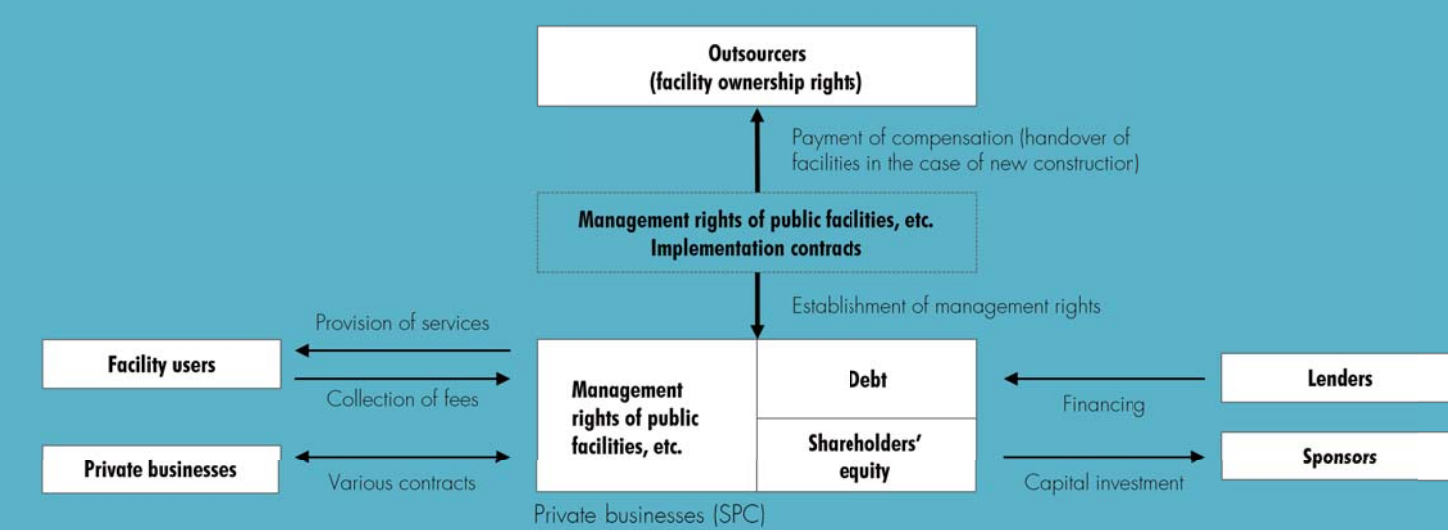 Outsourcers
(facility ownership rights)
Payment of compensation (handover of
facilities in the case of new construction)
Management rights of public facilities, etc.
Implementation contracts
Establishment of management rights
Provision of services
Facility users
Collection of fees
Private businesses
Various contracts
Management
rights of public
facilities, etc.
Debt
Shareholders'
equity
Private businesses (SPC)
Lenders
Financing
Sponsors
Capital investment